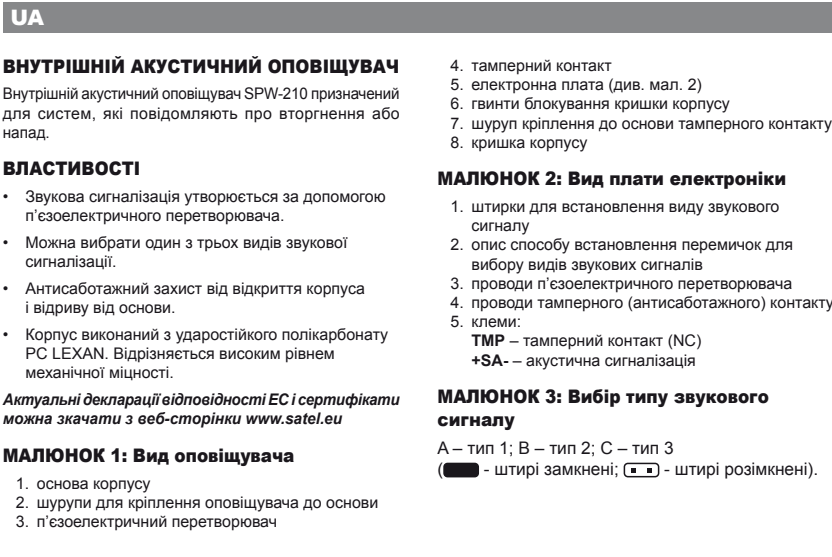 UA
ВНУТРІШНІЙ АКУСТИЧНИЙ ОПОВІЩУВАЧ
Внутрішній акустичний оповіщувач SPW-210 призначений
для систем, які повідомляють про вторгнення або
напад.
ВЛАСТИВОСТІ
• Звукова сигналізація утворюється за допомогою
п’єзоелектричного перетворювача.
• Можна вибрати один з трьох видів звукової
сигналізації.
• Антисаботажний захист від відкриття корпуса
і відриву від основи.
• Корпус виконаний з ударостійкого полікарбонату
PC LEXAN. Відрізняється високим рівнем
механічної міцності.
Актуальні декларації відповідності ЕС і сертифікати
можна зкачати з веб-сторінки www.satel.eu
МАЛЮНОК 1: Вид оповіщувача
1. основа корпусу
2. шурупи для кріплення оповіщувача до основи
3. п’єзоелектричний перетворювач
4. тамперний контакт
5. електронна плата (див. мал. 2)
6. гвинти блокування кришки корпусу
7. шуруп кріплення до основи тамперного контакту
8. кришка корпусу
МАЛЮНОК 2: Вид плати електроніки
1. штирки для встановлення виду звукового
сигналу
2. опис способу встановлення перемичок для
вибору видів звукових сигналів
3. проводи п’єзоелектричного перетворювача
4. проводи тамперного (антисаботажного) контакту
5. клеми:
TMP – тамперний контакт (NC)
+SA- – акустична сигналізація
МАЛЮНОК 3: Вибір типу звукового
сигналу
A – тип 1; B – тип 2; C – тип 3
( - штирі замкнені; - штирі розімкнені).